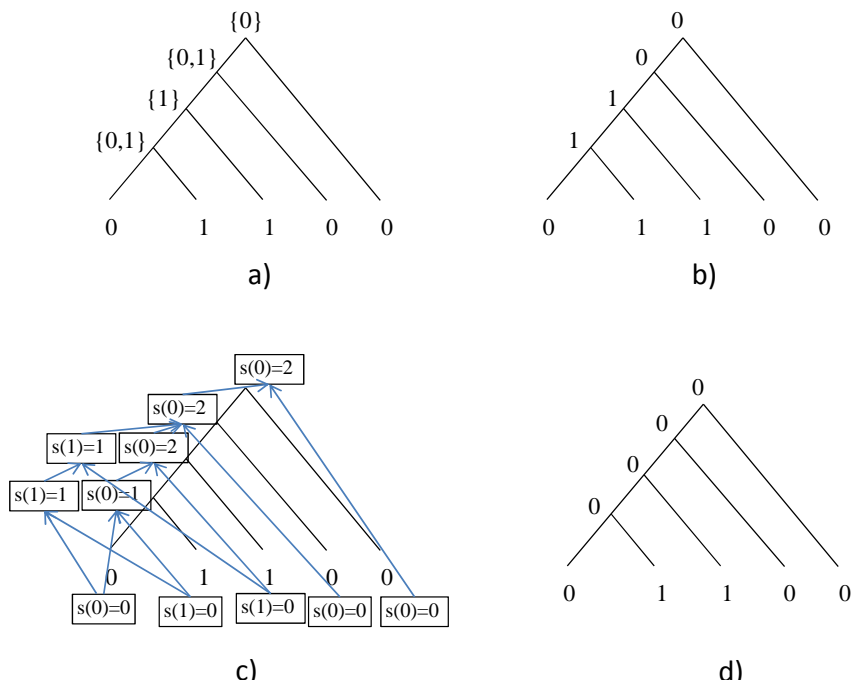 {0}
{0,1}
{1}
{0,1}
0 1 1 0 0
a)
0
0
1
1
0 1 1 0 0
b)
s(0)=2
s(0)=2
s(1)=1 s(0)=2
s(1)=1 s(0)=1
0 1 1 0 0
s(0)=0 s(1)=0 s(1)=0 s(0)=0 s(0)=0
c)
0
0
0
0
0 1 1 0 0
d)